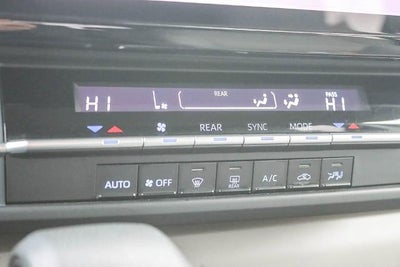 REAR PASS
HI HI
REAR SYNC MODE
AUTO OFF REAR A/C